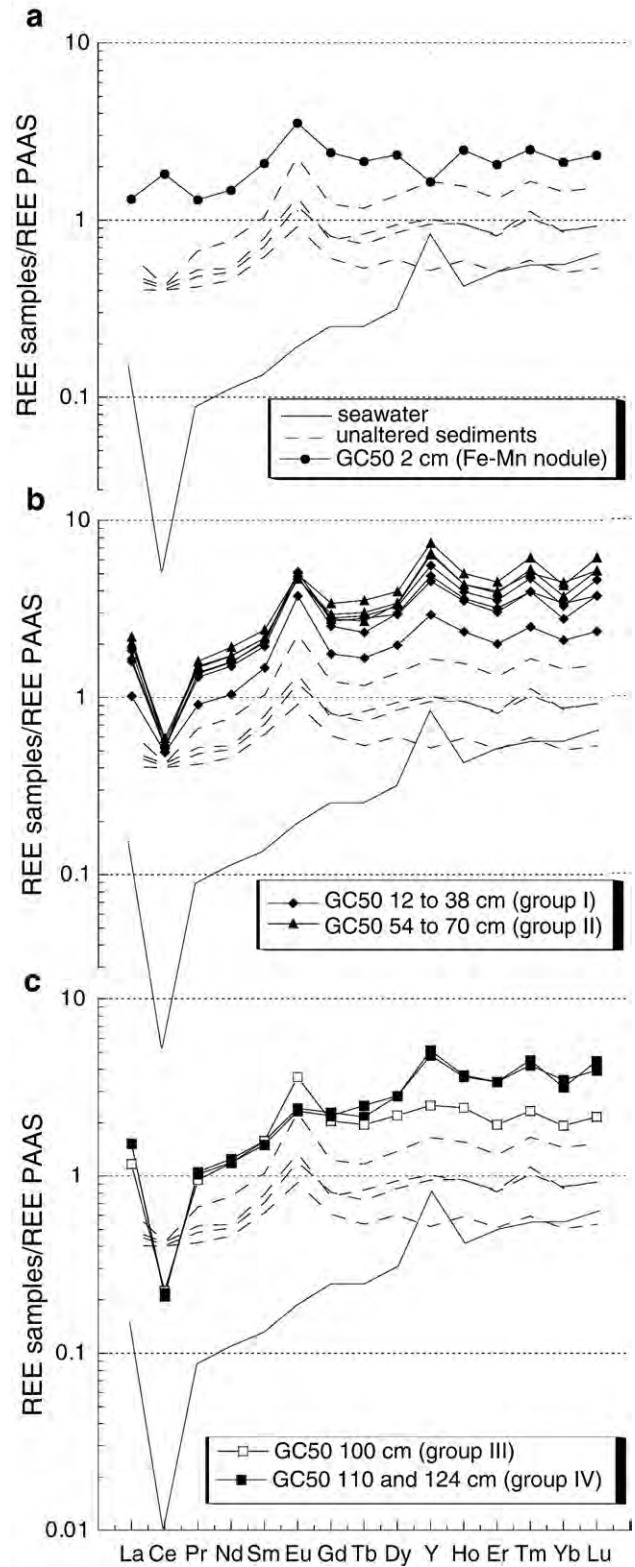 a
10
1
0.1
REE samples/REE PAAS
seawater
unaltered sediments
GC50 2 cm (Fe-Mn nodule)
b
10
1
0.1
REE samples/REE PAAS
GC50 12 to 38 cm (group I)
GC50 54 to 70 cm (group II)
c
10
1
0.1
0.01
REE samples/REE PAAS
GC50 100 cm (group III)
GC50 110 and 124 cm (group IV)
La Ce Pr Nd Sm Eu Gd Tb Dy Y Ho Er Tm Yb Lu